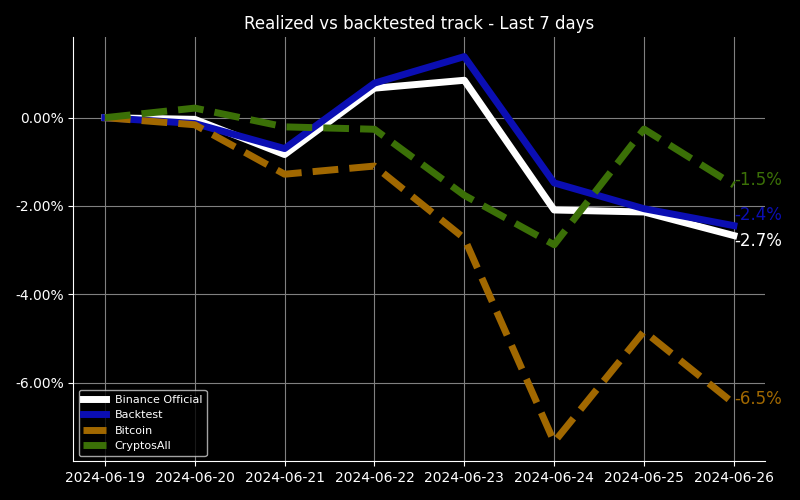 Realized vs backtested track - Last 7 days
0.00%
-2.00%
-4.00%
-6.00%
-1.5%
-2.4%
-2.7%
-6.5%
Binance Official
Backtest
Bitcoin
CryptosAll
2024-06-19 2024-06-20 2024-06-21 2024-06-22 2024-06-23 2024-06-24 2024-06-25 2024-06-26